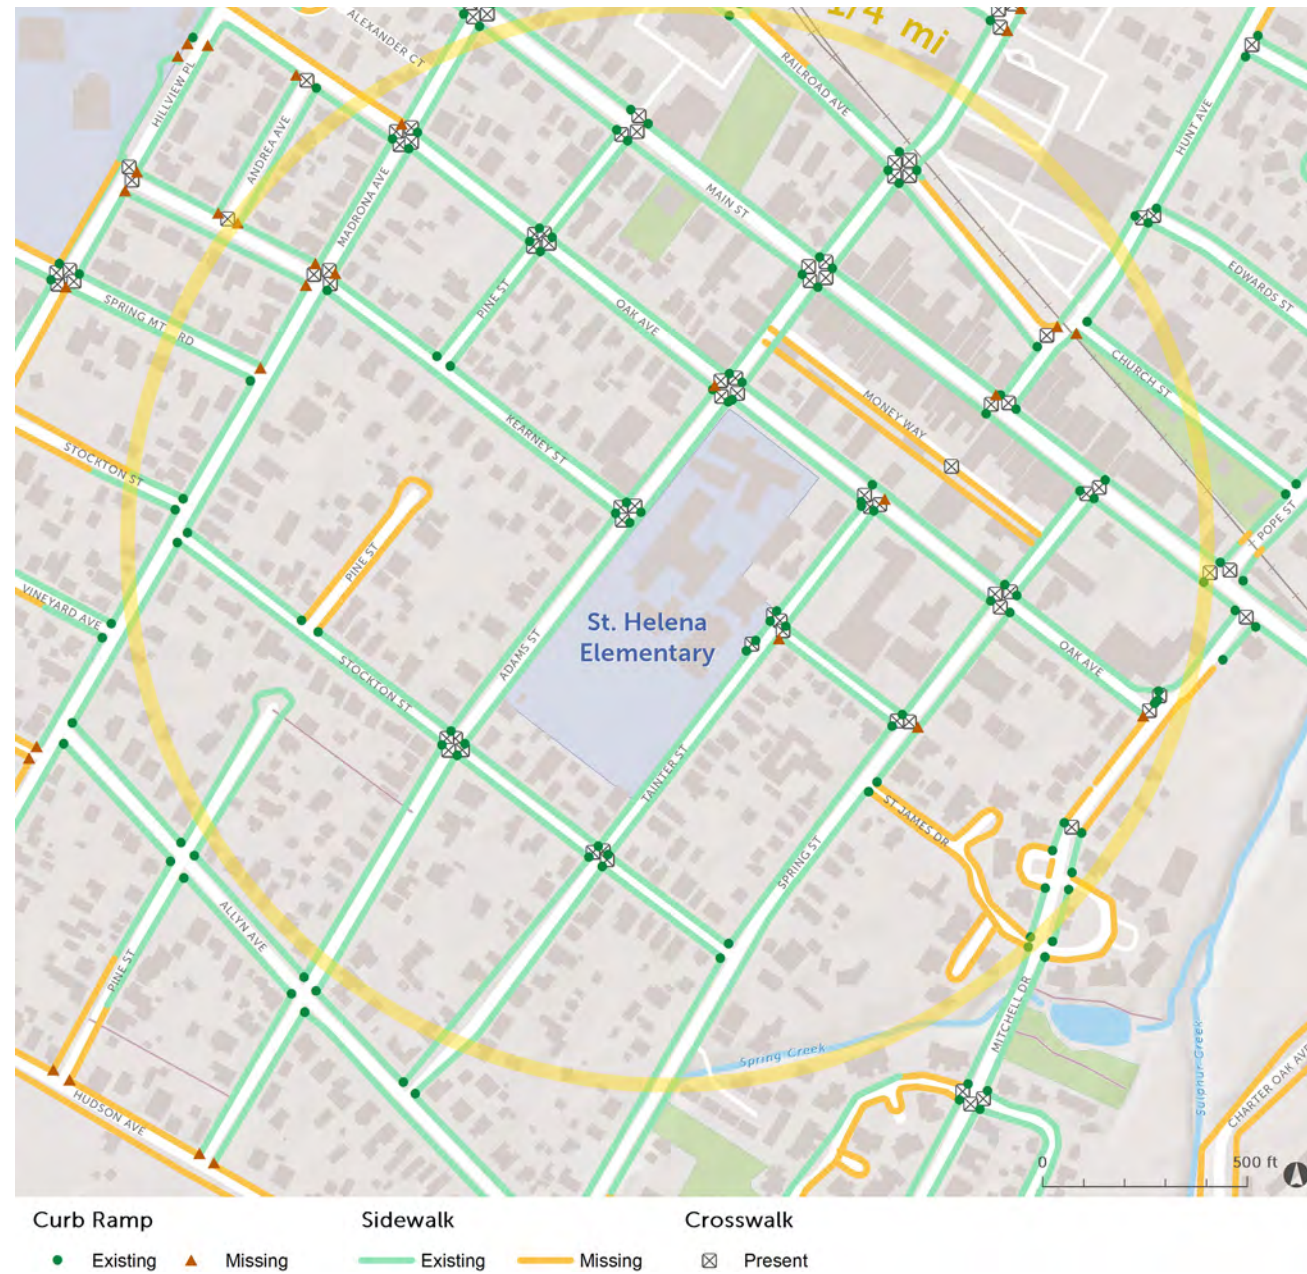 ALEXANDER CT
1/4 mi
HILLVIEW PL
RAILROAD AVE
ANDREA AVE
HUNT AVE
MADRONA AVE
MAIN ST
EDWARDS ST
SPRING MT RD
PINE ST
OAK AVE
CHURCH ST
MONEY WAY
KEARNEY ST
STOCKTON ST
POPE ST
PINE ST
VINEYARD AVE
St. Helena
Elementary
ADAMS ST
OAK AVE
STOCKTON ST
TAINTER ST
ST JAMES DR
SPRING ST
ALLYN AVE
PINE ST
MITCHELL DR
Spring Creek
Sulphur Creek
CHARTER OAK AVE
HUDSON AVE
0 500 ft
Curb Ramp Sidewalk Crosswalk
Existing Missing Existing Missing Present